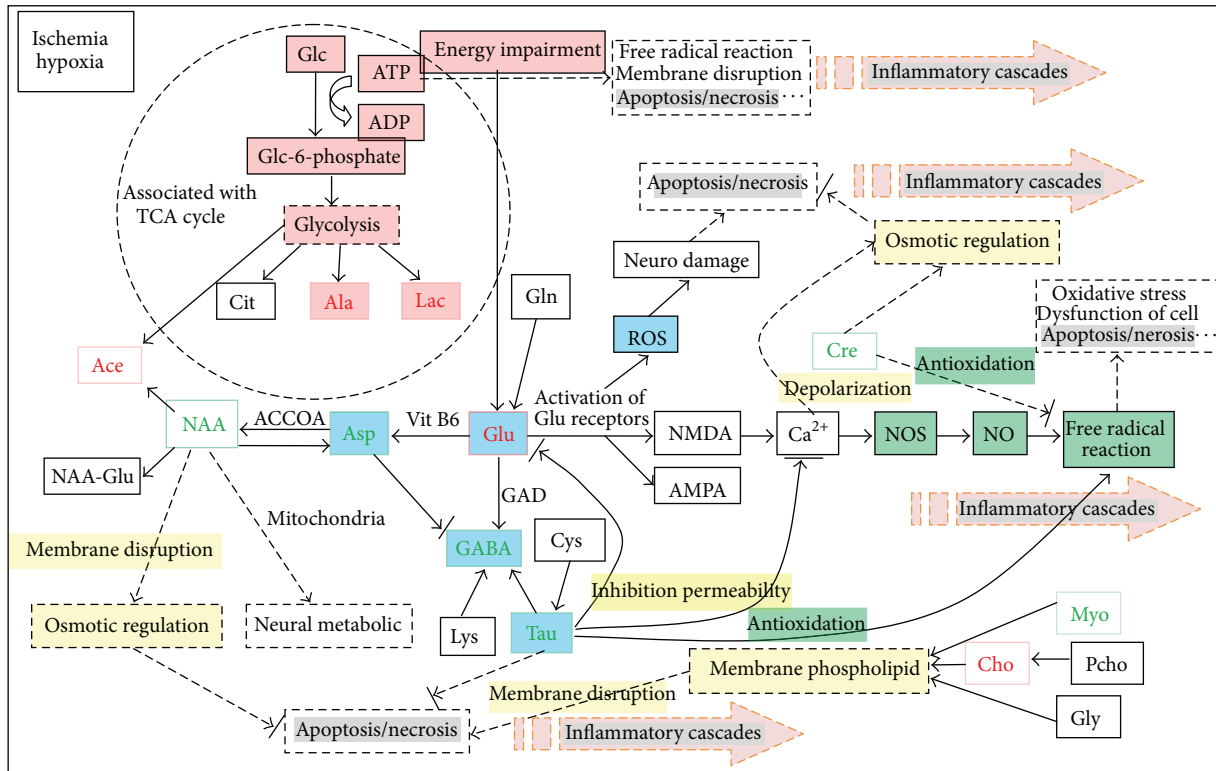 Ischemia
hypoxia
Glc
ATP
ADP
Energy impairment
Free radical reaction
Membrane disruption
Apoptosis/necrosis ···
Inflammatory cascades
Glc-6-phosphate
Associated with
TCA cycle
Glycolysis
Cit
Ala
Lac
Gln
Apoptosis/necrosis
Inflammatory cascades
Osmotic regulation
Neuro damage
ROS
Oxidative stress
Dysfunction of cell
Apoptosis/nerosis ···
Cre
Antioxidation
Depolarization
Ace
NAA
ACCOA
Asp
Vit B6
Glu
Activation of
Glu receptors
NMDA
Ca2+
NOS
NO
Free radical
reaction
NAA-Glu
AMPA
GAD
Mitochondria
Inflammatory cascades
Membrane disruption
GABA
Cys
Inhibition permeability
Osmotic regulation
Neural metabolic
Lys
Tau
Antioxidation
Myo
Membrane phospholipid
Cho
Pcho
Membrane disruption
Gly
Apoptosis/necrosis
Inflammatory cascades